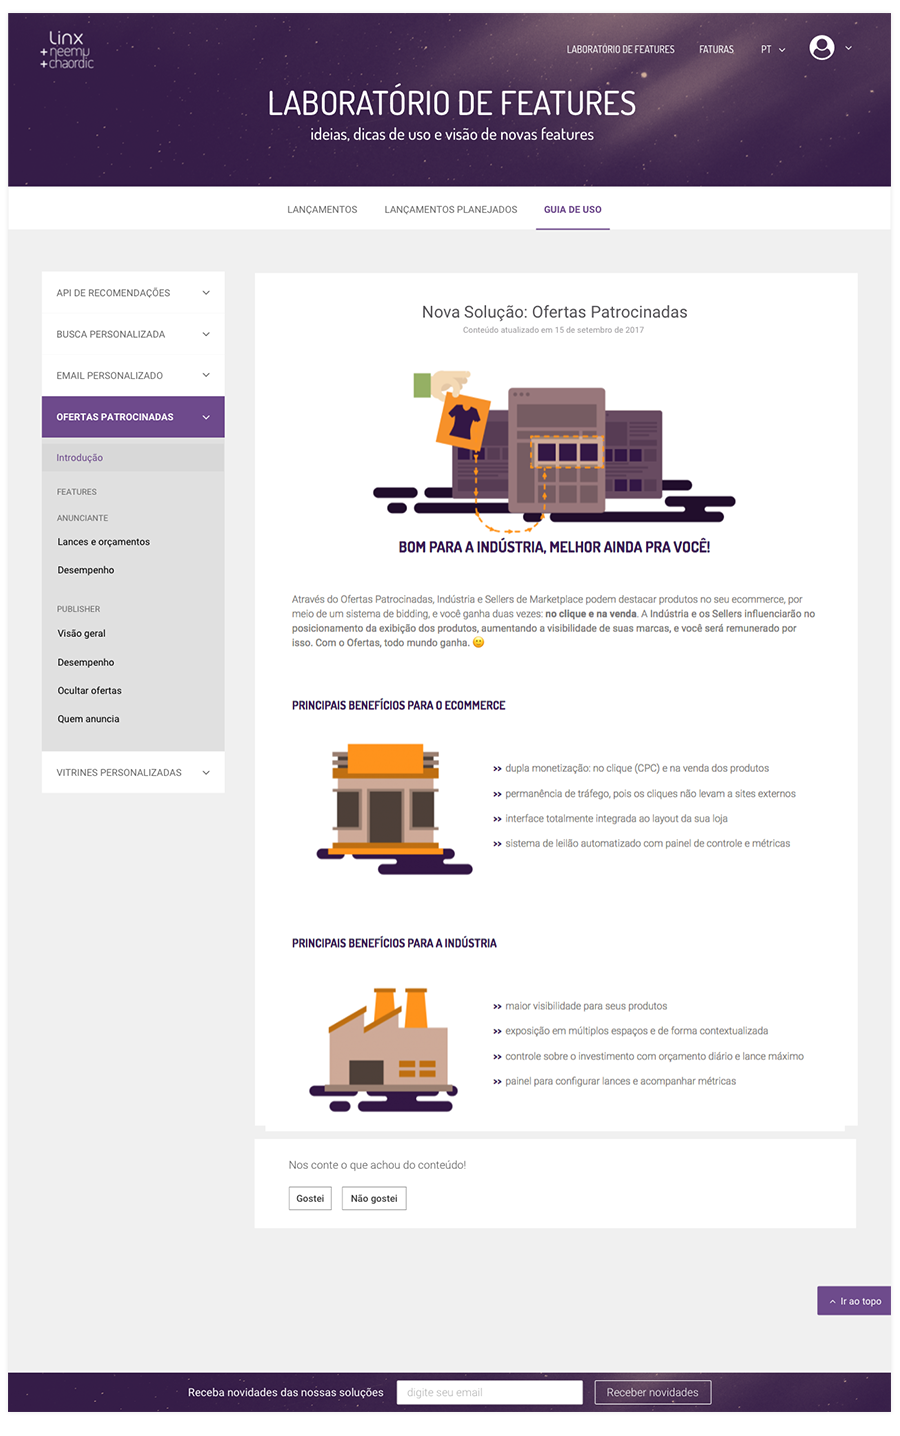 linx
+neemu
+chaordic
LABORATÓRIO DE FEATURES
FATURAS
PT
LABORATÓRIO DE FEATURES
ideias, dicas de uso e visão de novas features
LANÇAMENTOS
LANÇAMENTOS PLANEJADOS
GUIA DE USO
API DE RECOMENDAÇÕES
BUSCA PERSONALIZADA
EMAIL PERSONALIZADO
OFERTAS PATROCINADAS
Introdução
FEATURES
ANUNCIANTE
Lances e orçamentos
Desempenho
PUBLISHER
Visão geral
Desempenho
Ocultar ofertas
Quem anuncia
VITRINES PERSONALIZADAS
Nova Solução: Ofertas Patrocinadas
Conteúdo atualizado em 15 de setembro de 2017
BOM PARA A INDÚSTRIA, MELHOR AINDA PRA VOCÊ!
Através do Ofertas Patrocinadas, Indústria e Sellers de Marketplace podem destacar produtos no seu ecommerce, por
meio de um sistema de bidding, e você ganha duas vezes: no clique e na venda. A Indústria e os Sellers influenciarão no
posicionamento da exibição dos produtos, aumentando a visibilidade de suas marcas, e você será remunerado por
isso. Com o Ofertas, todo mundo ganha. 🙂
PRINCIPAIS BENEFÍCIOS PARA O ECOMMERCE
>> dupla monetização: no clique (CPC) e na venda dos produtos
>> permanência de tráfego, pois os cliques não levam a sites externos
>> interface totalmente integrada ao layout da sua loja
>> sistema de leilão automatizado com painel de controle e métricas
PRINCIPAIS BENEFÍCIOS PARA A INDÚSTRIA
>> maior visibilidade para seus produtos
>> exposição em múltiplos espaços e de forma contextualizada
>> controle sobre o investimento com orçamento diário e lance máximo
>> painel para configurar lances e acompanhar métricas
Nos conte o que achou do conteúdo!
Gostei
Não gostei
Ir ao topo
Receba novidades das nossas soluções
digite seu email
Receber novidades